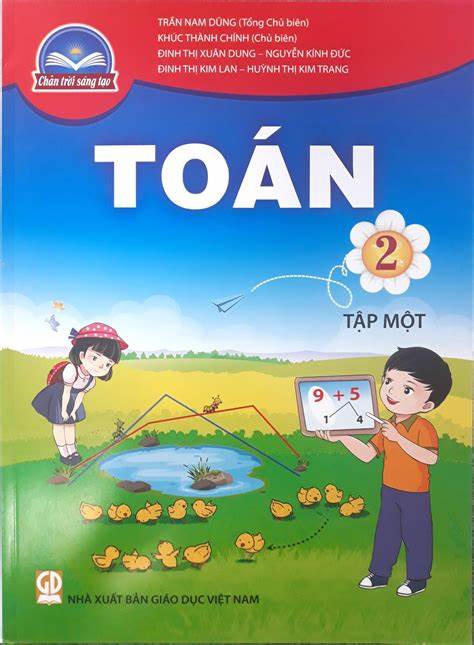 TRẦN NAM DŨNG (Tổng Chủ biên)
KHÚC THÀNH CHÍNH (Chủ biên)
ĐINH THỊ XUÂN DUNG – NGUYỄN KÍNH ĐỨC
ĐINH THỊ KIM LAN – HUỲNH THỊ KIM TRANG
Chân trời sáng tạo
TOÁN
2
TẬP MỘT
9 + 5
1 4
GD
NHÀ XUẤT BẢN GIÁO DỤC VIỆT NAM